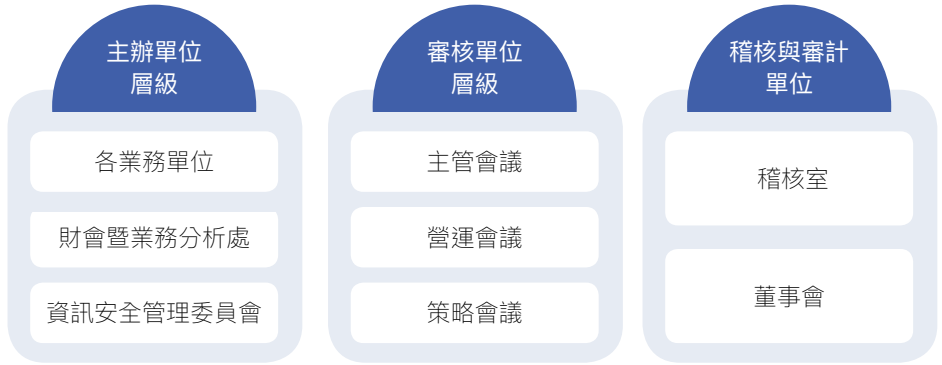 主辦單位
層級
各業務單位
財會暨業務分析處
資訊安全管理委員會
審核單位
層級
主管會議
營運會議
策略會議
稽核與審計
單位
稽核室
董事會